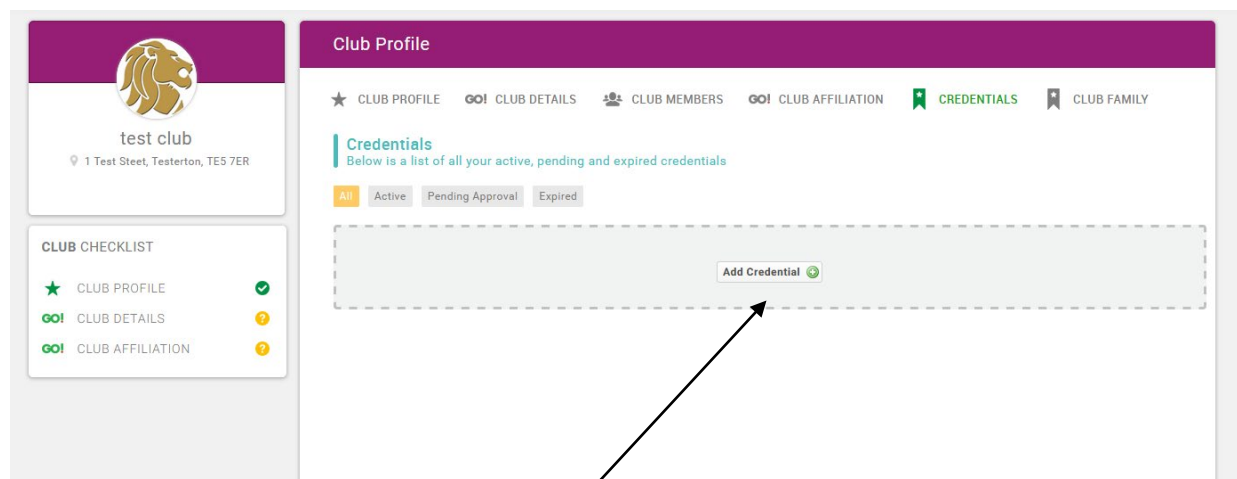 test club
1 Test Steet, Testerton, TE5 7ER
CLUB CHECKLIST
CLUB PROFILE
GO! CLUB DETAILS
GO! CLUB AFFILIATION
Club Profile
CLUB PROFILE GO! CLUB DETAILS CLUB MEMBERS GO! CLUB AFFILIATION CREDENTIALS CLUB FAMILY
Credentials
Below is a list of all your active, pending and expired credentials
All Active Pending Approval Expired
Add Credential